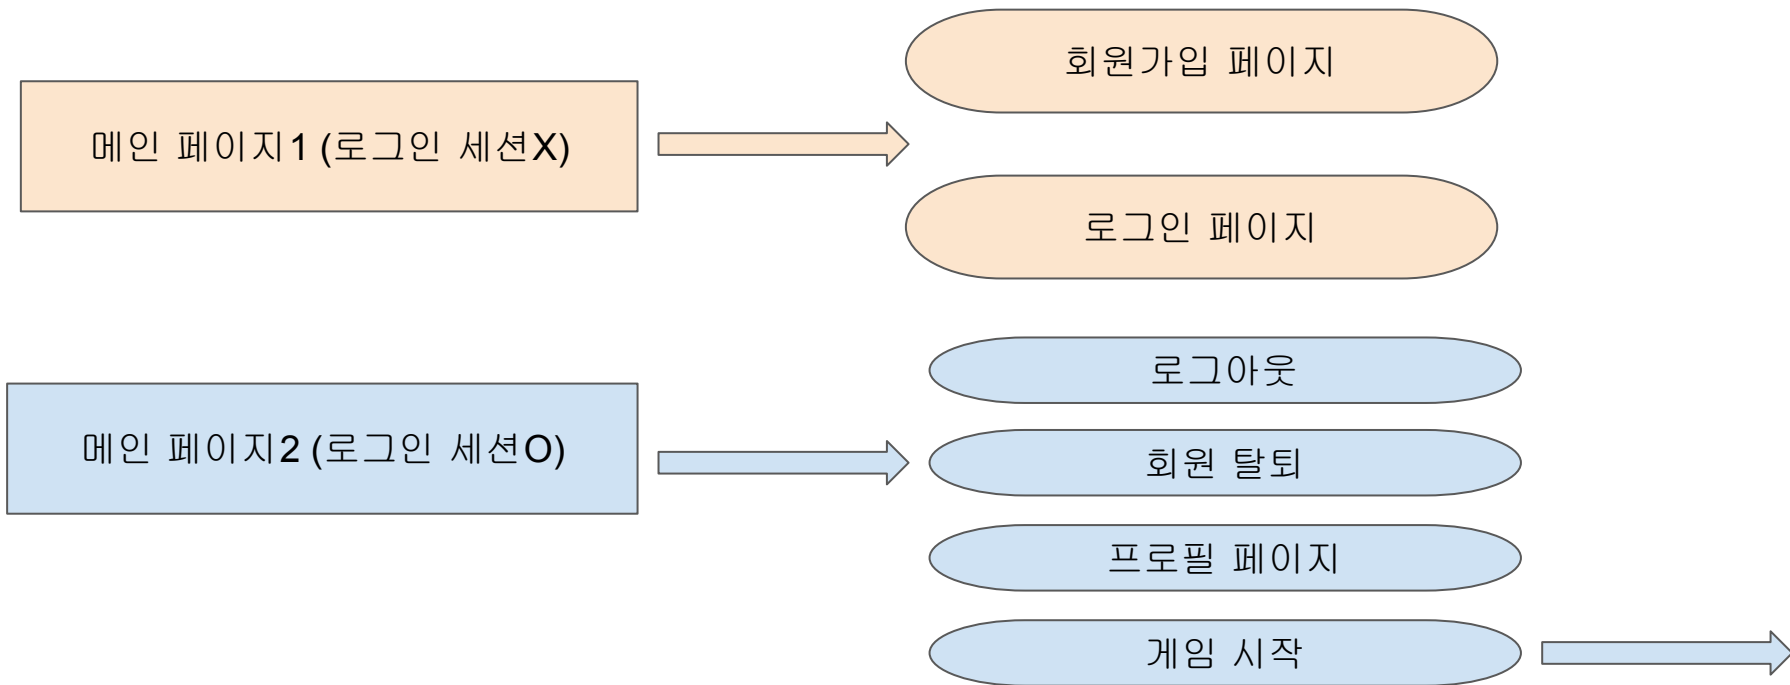 회원가입 페이지
메인 페이지1 (로그인 세션X)
로그인 페이지
로그아웃
메인 페이지2 (로그인 세션O)
회원 탈퇴
프로필 페이지
게임 시작